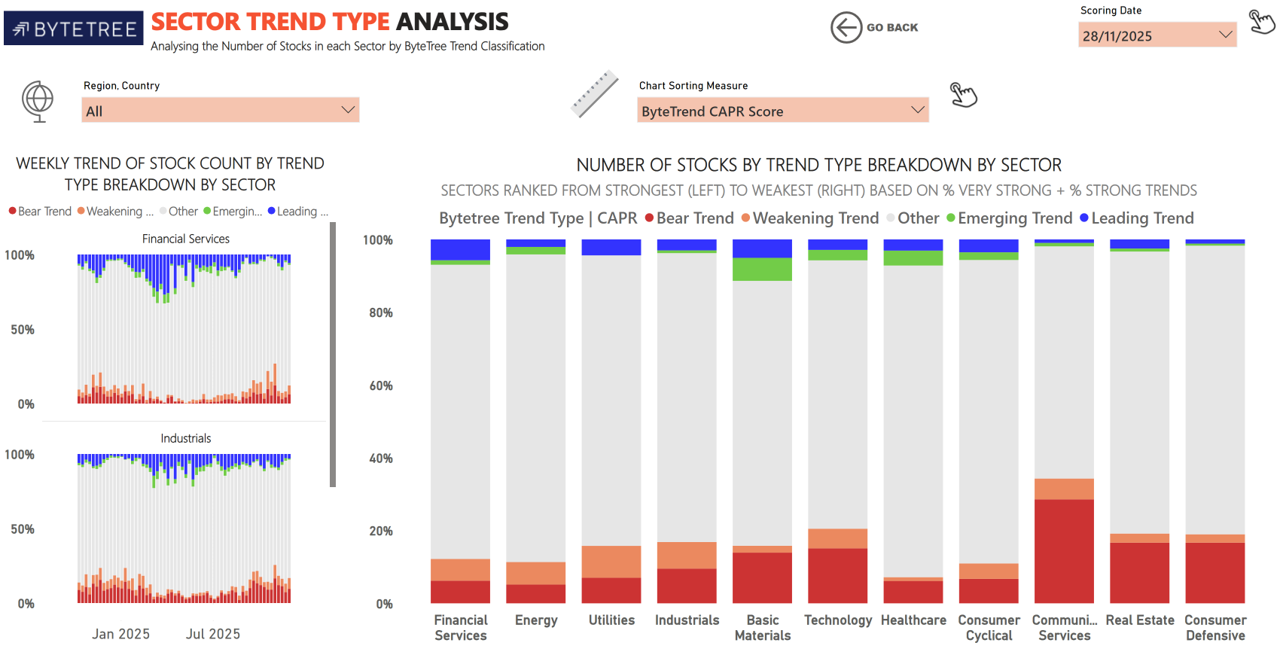 BYTETREE
SECTOR TREND TYPE ANALYSIS
Analysing the Number of Stocks in each Sector by ByteTree Trend Classification
GO BACK
Scoring Date
28/11/2025
Region, Country
All
Chart Sorting Measure
ByteTrend CAPR Score
WEEKLY TREND OF STOCK COUNT BY TREND
TYPE BREAKDOWN BY SECTOR
Bear Trend Weakening ... Other Emergin... Leading ...
Financial Services
100%
50%
0%
Industrials
100%
50%
0%
Jan 2025 Jul 2025
NUMBER OF STOCKS BY TREND TYPE BREAKDOWN BY SECTOR
SECTORS RANKED FROM STRONGEST (LEFT) TO WEAKEST (RIGHT) BASED ON % VERY STRONG + % STRONG TRENDS
Bytetree Trend Type | CAPR Bear Trend Weakening Trend Other Emerging Trend Leading Trend
100%
80%
60%
40%
20%
0%
Financial Services
Energy
Utilities
Industrials
Basic Materials
Technology
Healthcare
Consumer Cyclical
Communi... Services
Real Estate
Consumer Defensive